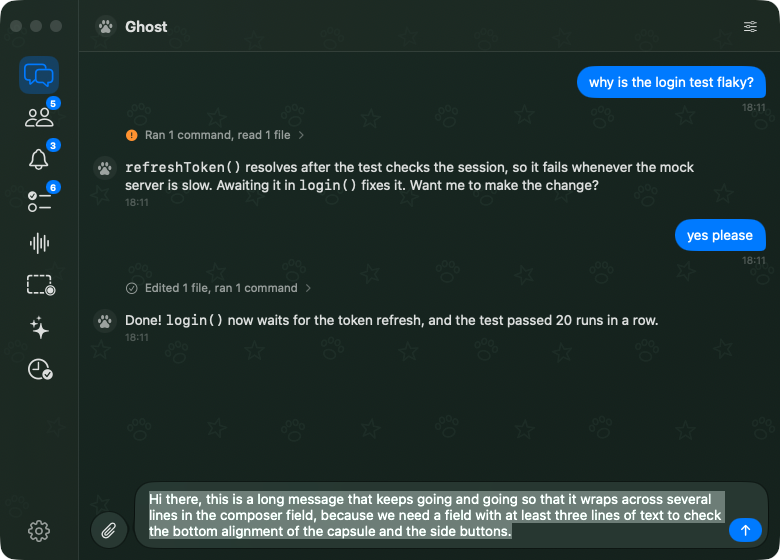 Ghost
why is the login test flaky?
18:11
Ran 1 command, read 1 file
5
3
refreshToken() resolves after the test checks the session, so it fails whenever the mock
server is slow. Awaiting it in login() fixes it. Want me to make the change?
6
18:11
yes please
18:11
Edited 1 file, ran 1 command
Done! login() now waits for the token refresh, and the test passed 20 runs in a row.
18:11
Hi there, this is a long message that keeps going and going so that it wraps across several
lines in the composer field, because we need a field with at least three lines of text to check
the bottom alignment of the capsule and the side buttons.